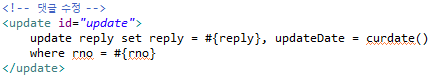 <!-- 댓글 수정 -->
<update id="update">
update reply set reply = #{reply}, updateDate = curdate()
where rno = #{rno}
</update>